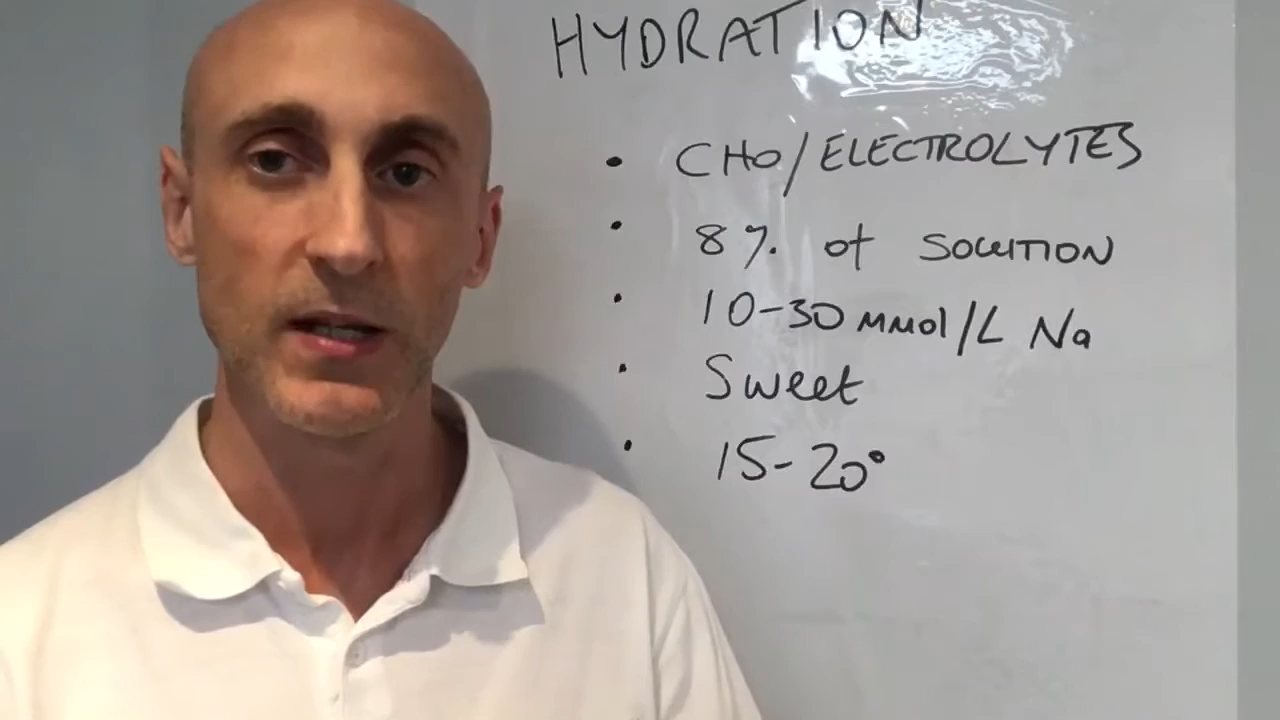 HYDRATION
• CHO/ELECTROLYTES
• 8% of SOLUTION
• 10-30 mmol/L Na
• Sweet
• 15-20°